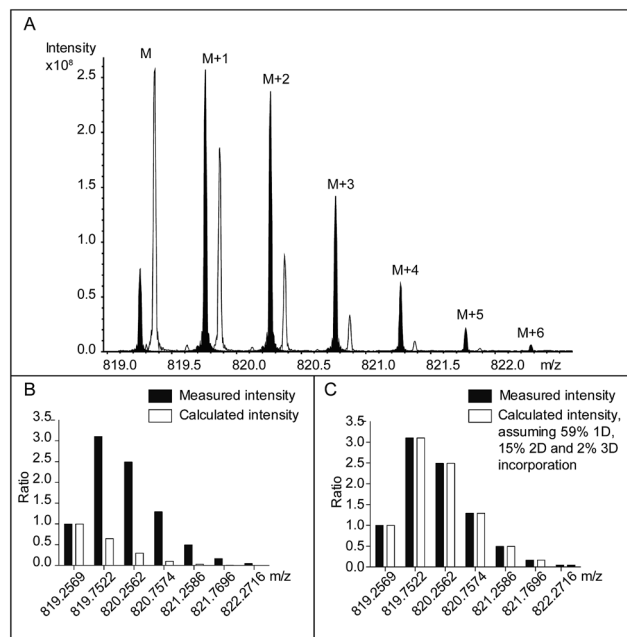 A
Intensity
x10⁸
M
M+1
M+2
M+3
M+4
M+5
M+6
2.5
2.0
1.5
1.0
0.5
0.0
819.0 819.5 820.0 820.5 821.0 821.5 822.0 m/z
B
Measured intensity
Calculated intensity
Ratio
3.5
3.0
2.5
2.0
1.5
1.0
0.5
0.0
819.2569 819.7522 820.2562 820.7574 821.2586 821.7696 822.2716 m/z
C
Measured intensity
Calculated intensity,
assuming 59% 1D,
15% 2D and 2% 3D
incorporation
Ratio
3.5
3.0
2.5
2.0
1.5
1.0
0.5
0.0
819.2569 819.7522 820.2562 820.7574 821.2586 821.7696 822.2716 m/z